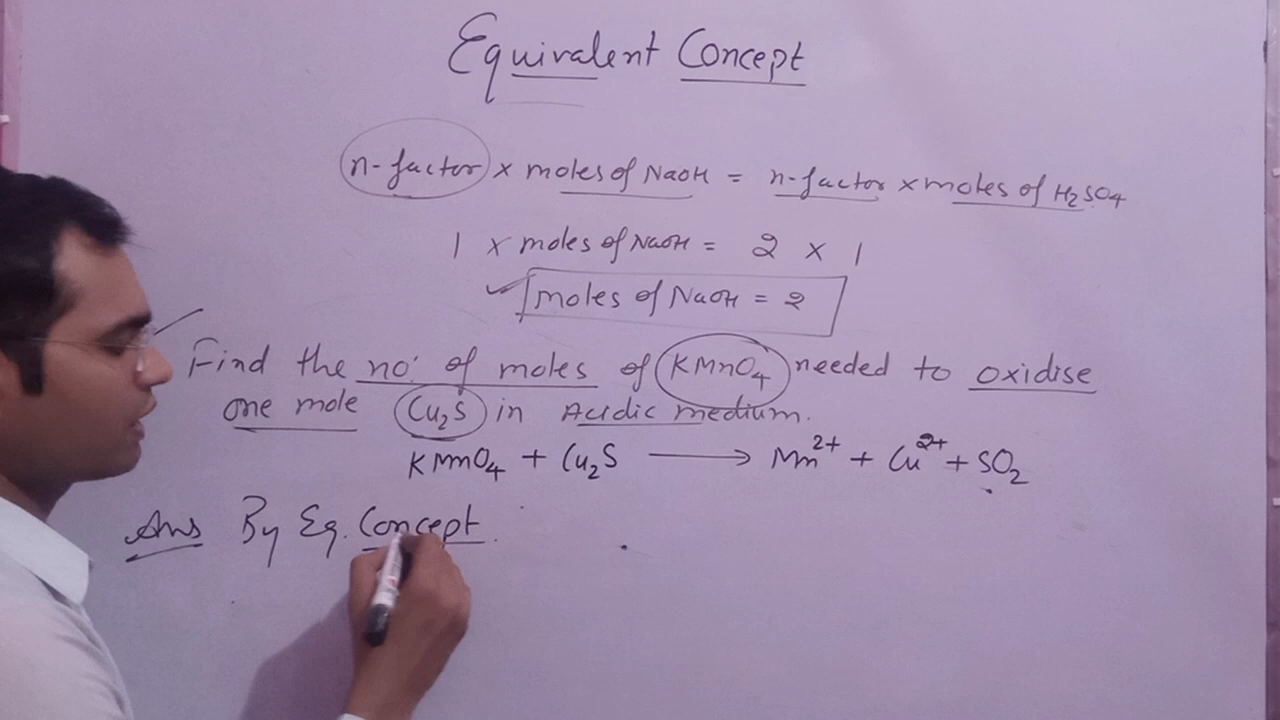 Equivalent Concept
n-factor × moles of NaOH = n-factor × moles of H₂SO₄
1 × moles of NaOH = 2 × 1
moles of NaOH = 2
Find the no. of moles of KMnO₄ needed to oxidise
one mole Cu₂S in Acidic medium.
KMnO₄ + Cu₂S ⟶ Mn²⁺ + Cu²⁺ + SO₂
Ans By Eq. Concept.